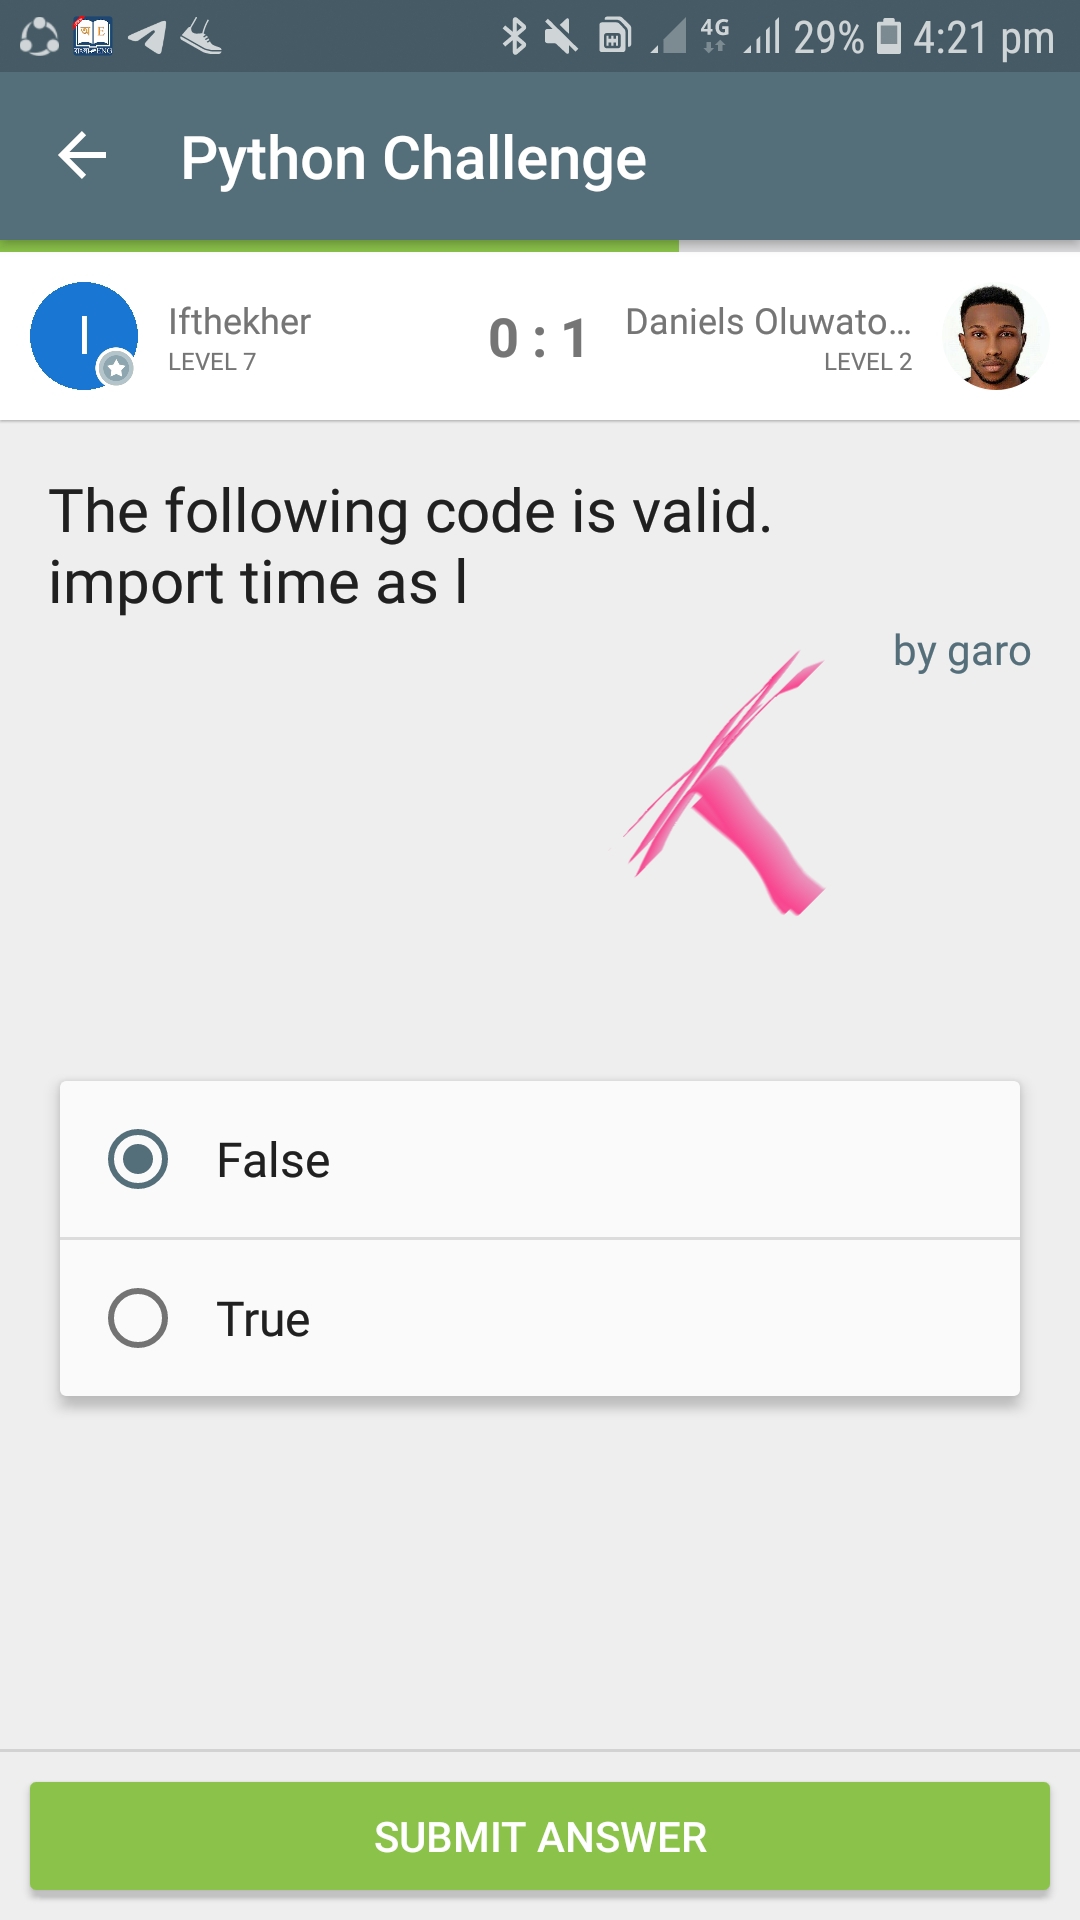 4G 29% 4:21 pm
Python Challenge
I
Ifthekher
LEVEL 7
0 : 1
Daniels Oluwato...
LEVEL 2
The following code is valid.
import time as l
by garo
False
True
SUBMIT ANSWER